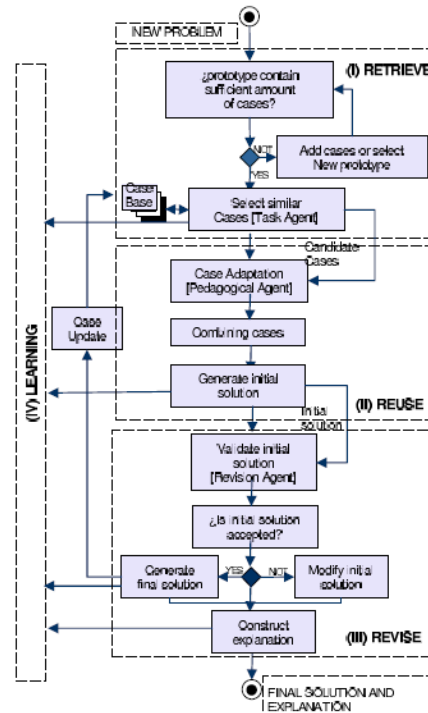 NEW PROBLEM
(I) RETRIEVE
¿prototype contain
sufficient amount
of cases?
NOT
Add cases or select
New prototype
YES
Case
Base
Select similar
Cases [Task Agent]
Candidate
Cases
Case Adaptation
[Pedagogical Agent]
Case
Update
Combining cases
(IV) LEARNING
Generate initial
solution
(II) REUSE
Initial
solution
Validate initial
solution
[Revision Agent]
¿Is initial solution
accepted?
Generate
final solution
YES
NOT
Modify initial
solution
Construct
explanation
(III) REVISE
FINAL SOLUTION AND
EXPLANATION